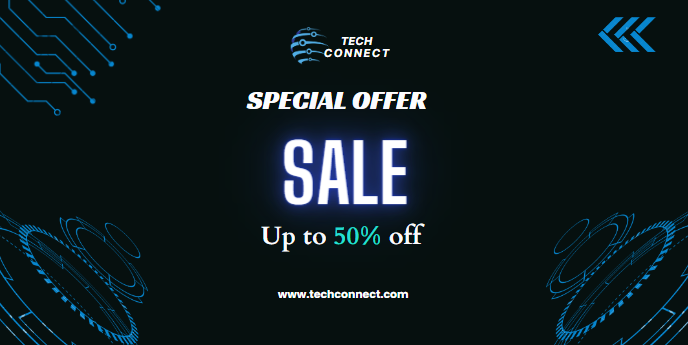 TECH
CONNECT
SPECIAL OFFER
SALE
Up to 50% off
www.techconnect.com